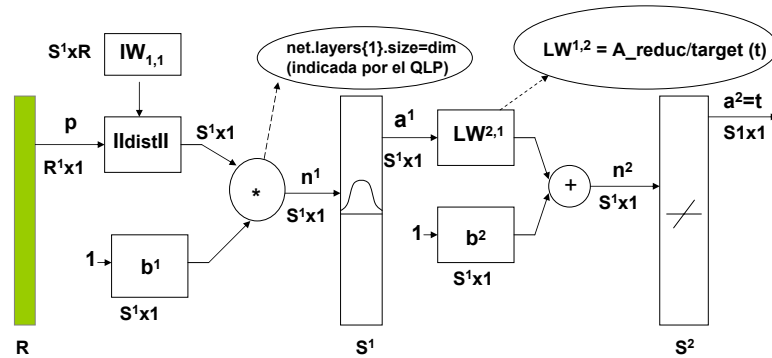 S¹xR
IW₁,₁
net.layers{1}.size=dim
(indicada por el QLP)
LW¹,² = A_reduc/target (t)
p
R¹x1
IIdistII
S¹x1
*
n¹
S¹x1
1
b¹
S¹x1
a¹
S¹x1
LW²,¹
1
b²
S¹x1
+
n²
S¹x1
a²=t
S1x1
R
S¹
S²